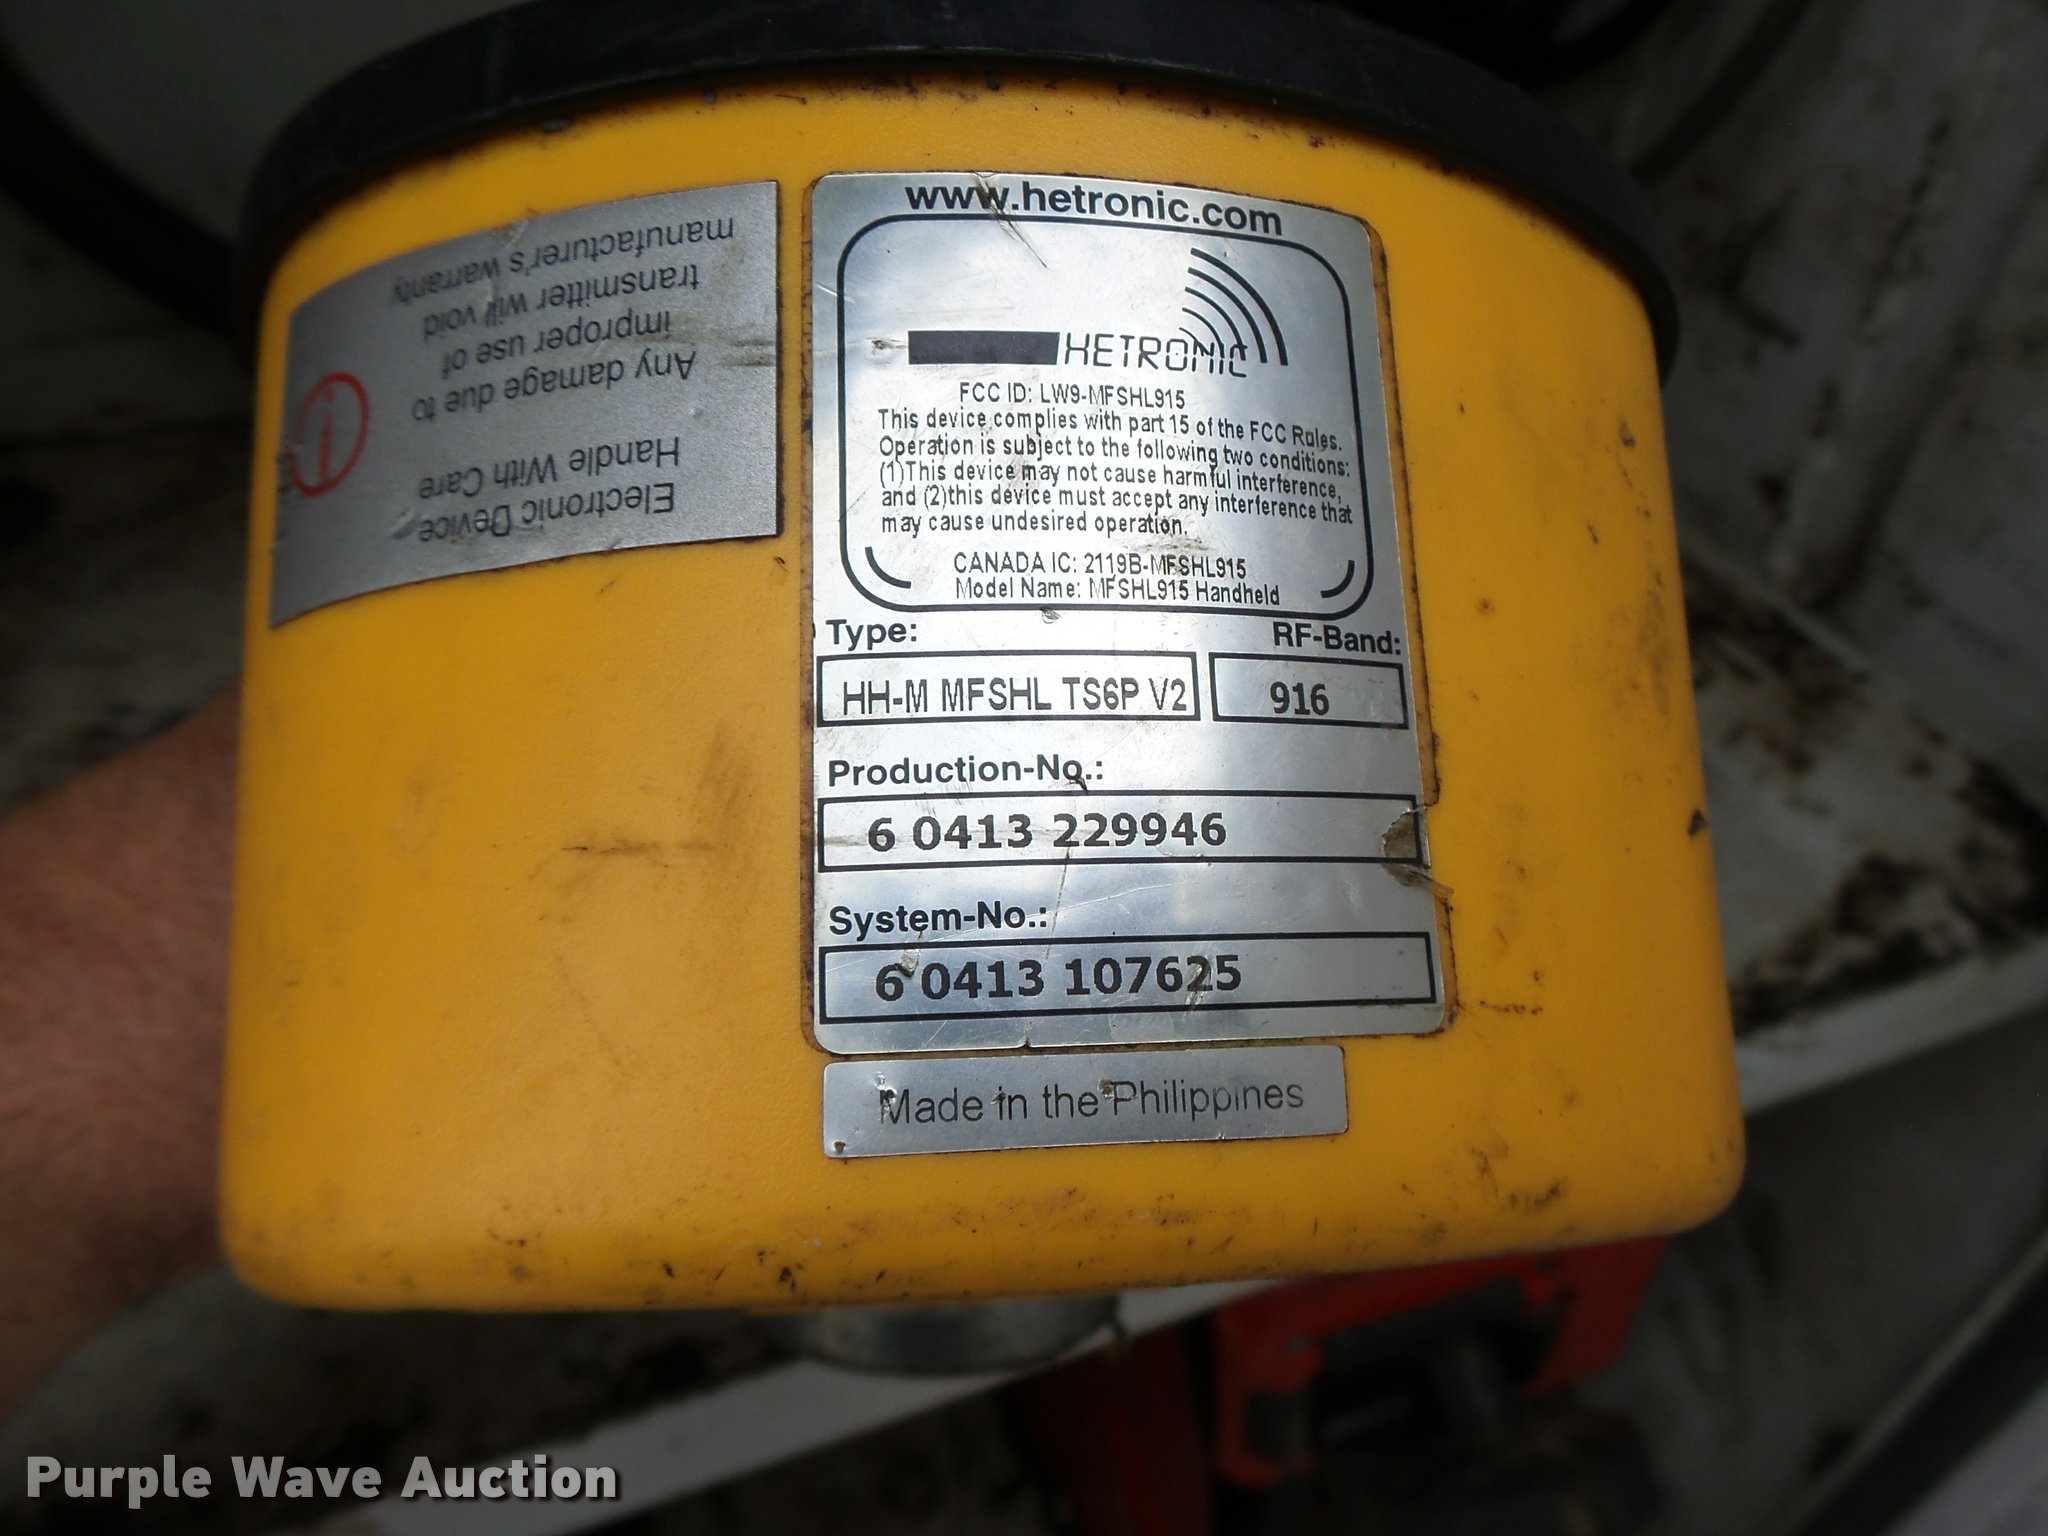 www.hetronic.com
HETRONIC
FCC ID: LW9-MFSHL915
This device complies with part 15 of the FCC Rules.
Operation is subject to the following two conditions:
(1)This device may not cause harmful interference,
and (2)this device must accept any interference that
may cause undesired operation.
CANADA IC: 2119B-MFSHL915
Model Name: MFSHL915 Handheld
Type: RF-Band:
HH-M MFSHL TS6P V2 916
Production-No.:
6 0413 229946
System-No.:
6 0413 107625
Made in the Philippines
Electronic Device
Handle With Care
Any damage due to
improper use of
transmitter will void
manufacturer's warranty
Purple Wave Auction